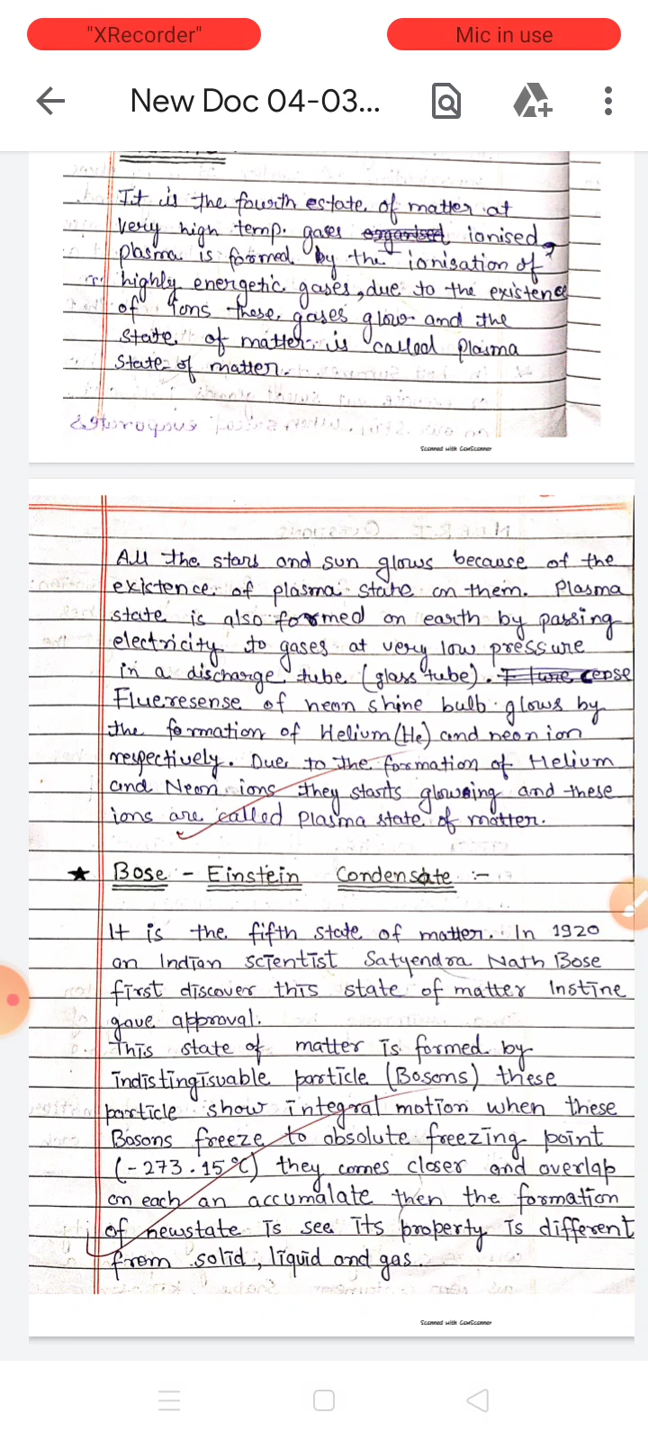 "XRecorder"
Mic in use
New Doc 04-03...
It is the fourth estate of matter at
very high temp. gases ionised,
plasma is formed by the ionisation of
highly energetic gases, due to the existence
of ions these gases glow and the
state of matter is called plasma
state of matter.
Scanned with CamScanner
All the stars and sun glows because of the
existence of plasma state on them. Plasma
state is also formed on earth by passing
electricity to gases at very low pressure
in a discharge tube (glass tube).
Flueresense of neon shine bulb glows by
the formation of Helium (He) and neon ion
respectively. Due to the formation of Helium
and Neon ions they starts glowing and these
ions are called Plasma state of matter.
★ Bose - Einstein Condensate :-
It is the fifth state of matter. In 1920
an Indian scientist Satyendra Nath Bose
first discover this state of matter Instine
gave approval.
This state of matter is formed by
indistingisuable particle (Bosons) these
particle show integral motion when these
Bosons freeze to absolute freezing point
(-273.15°C) they comes closer and overlap
on each an accumalate then the formation
of newstate is see its property is different
from solid, liquid and gas.
Scanned with CamScanner